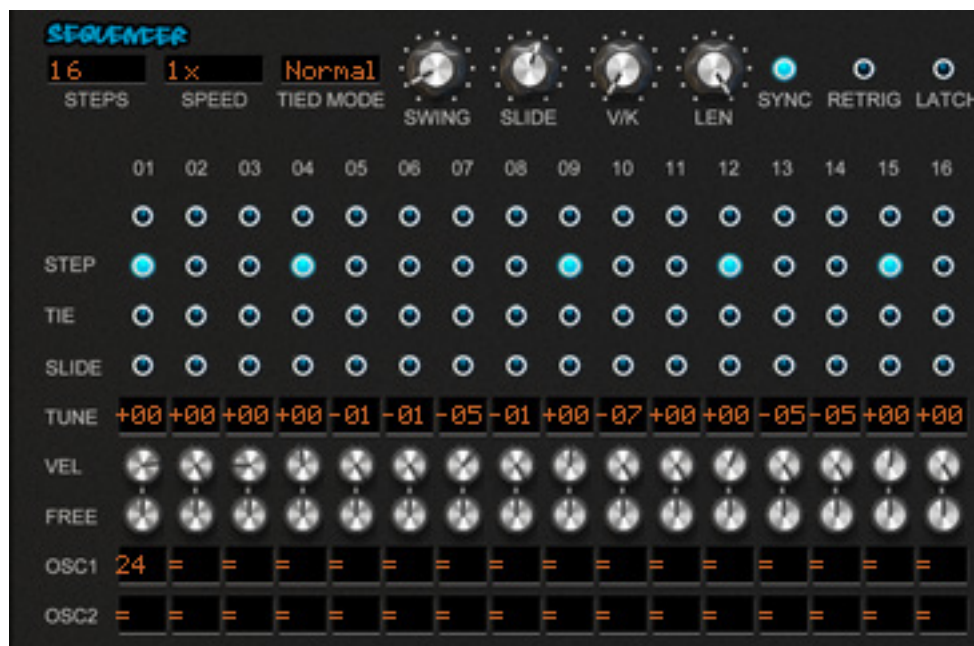 SEQUENCER
16 1x Normal
STEPS SPEED TIED MODE SWING SLIDE V/K LEN SYNC RETRIG LATCH
01 02 03 04 05 06 07 08 09 10 11 12 13 14 15 16
STEP
TIE
SLIDE
TUNE +00 +00 +00 +00 -01 -01 -05 -01 +00 -07 +00 +00 -05 -05 +00 +00
VEL
FREE
OSC1 24 = = = = = = = = = = = = = = =
OSC2 = = = = = = = = = = = = = = = =